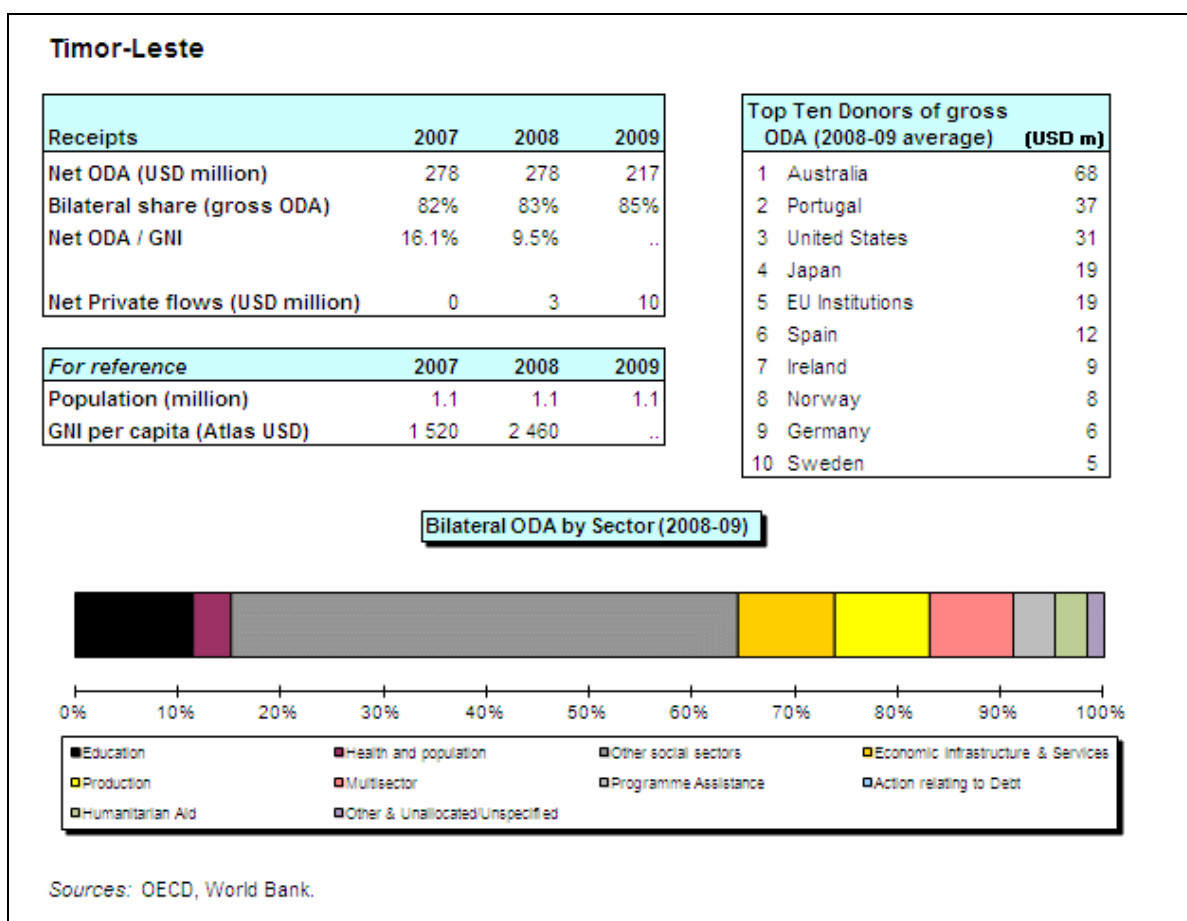 Timor-Leste
Receipts 2007 2008 2009
Net ODA (USD million) 278 278 217
Bilateral share (gross ODA) 82% 83% 85%
Net ODA / GNI 16.1% 9.5% ..
Net Private flows (USD million) 0 3 10
For reference 2007 2008 2009
Population (million) 1.1 1.1 1.1
GNI per capita (Atlas USD) 1 520 2 460 ..
Top Ten Donors of gross
ODA (2008-09 average) (USD m)
1 Australia 68
2 Portugal 37
3 United States 31
4 Japan 19
5 EU Institutions 19
6 Spain 12
7 Ireland 9
8 Norway 8
9 Germany 6
10 Sweden 5
Bilateral ODA by Sector (2008-09)
0% 10% 20% 30% 40% 50% 60% 70% 80% 90% 100%
Education Health and population Other social sectors Economic Infrastructure & Services
Production Multisector Programme Assistance Action relating to Debt
Humanitarian Aid Other & Unallocated/Unspecified
Sources: OECD, World Bank.